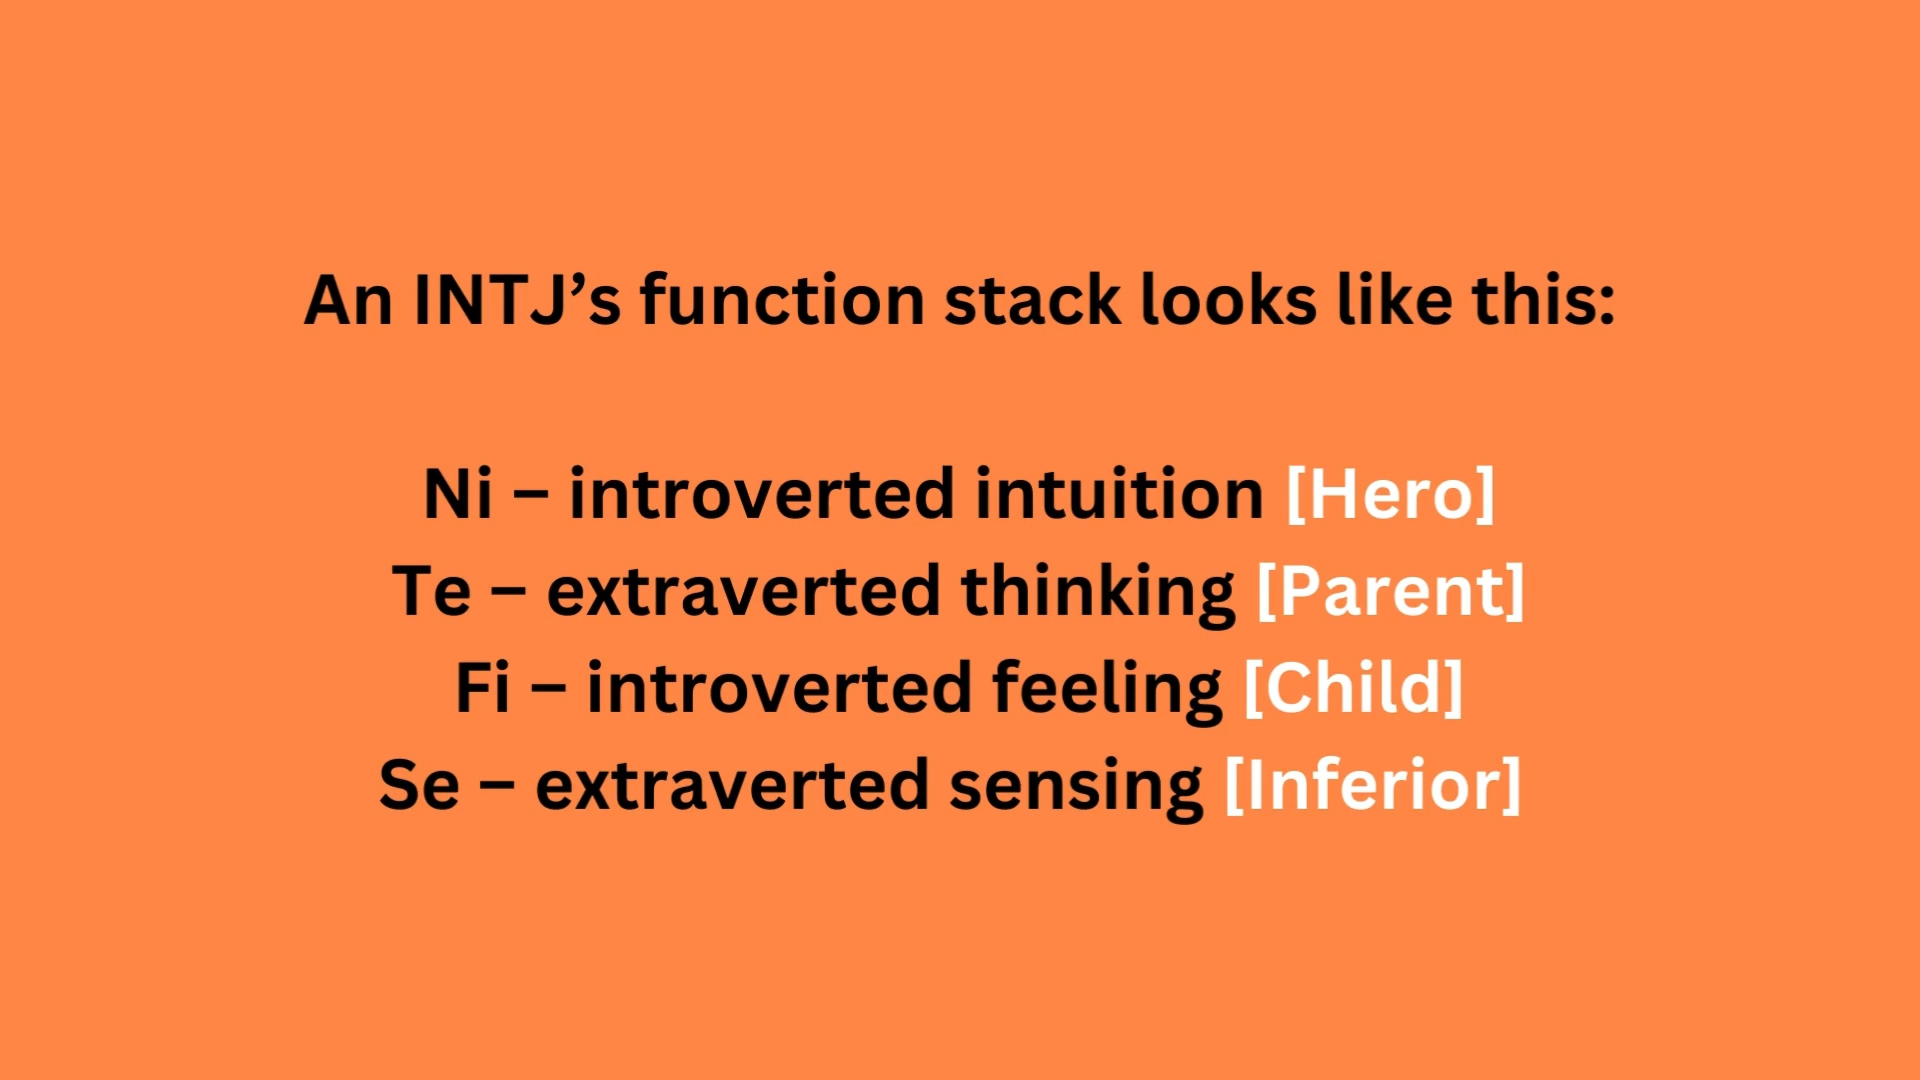 An INTJ’s function stack looks like this:
Ni – introverted intuition [Hero]
Te – extraverted thinking [Parent]
Fi – introverted feeling [Child]
Se – extraverted sensing [Inferior]